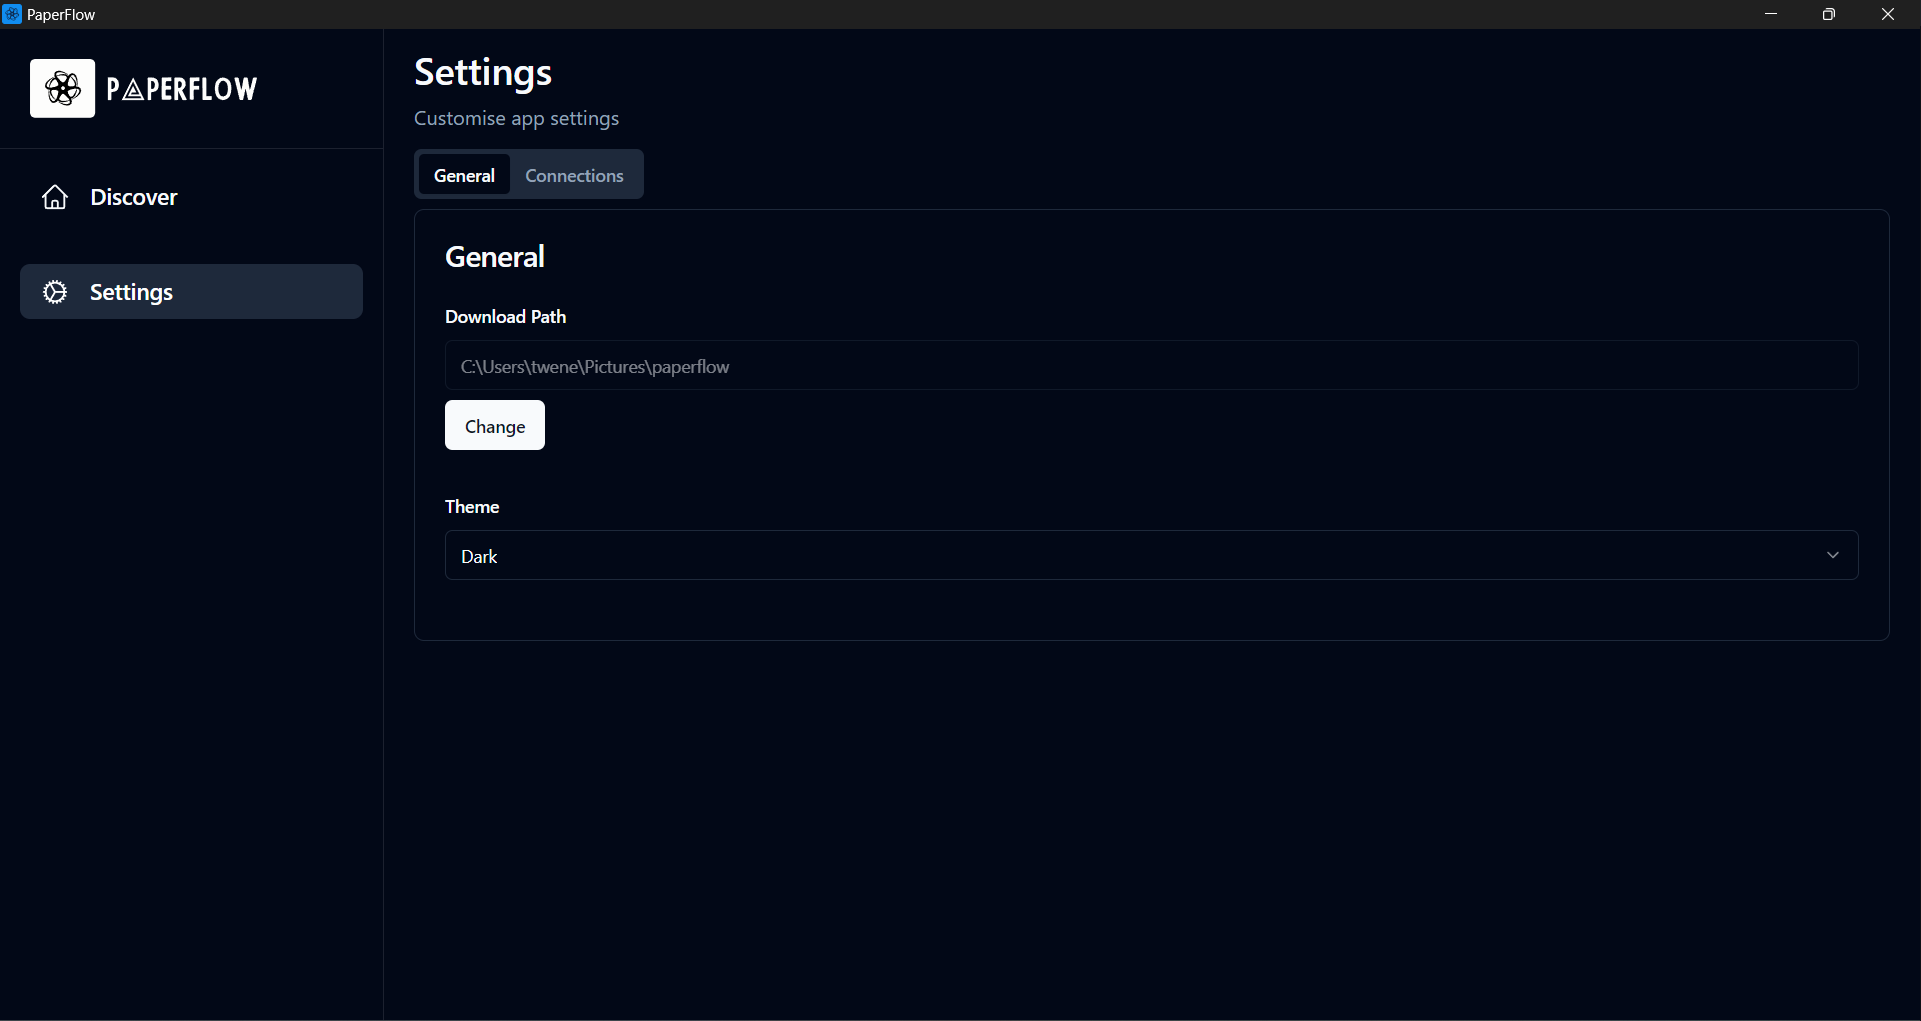 PaperFlow
PAPERFLOW
Discover
Settings
Settings
Customise app settings
General
Connections
General
Download Path
C:\Users\twene\Pictures\paperflow
Change
Theme
Dark